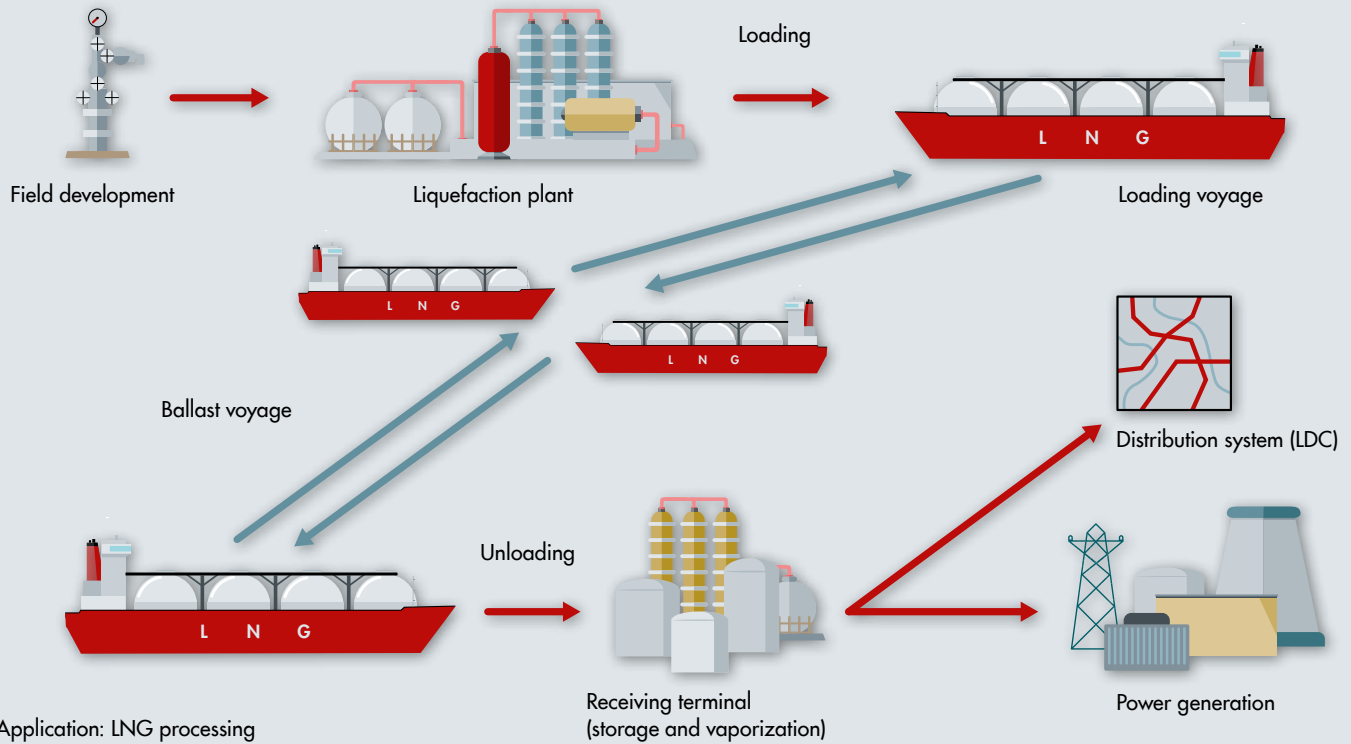 Loading
Field development
Liquefaction plant
L N G
Loading voyage
L N G
L N G
Ballast voyage
Distribution system (LDC)
Unloading
L N G
Receiving terminal
(storage and vaporization)
Power generation
Application: LNG processing